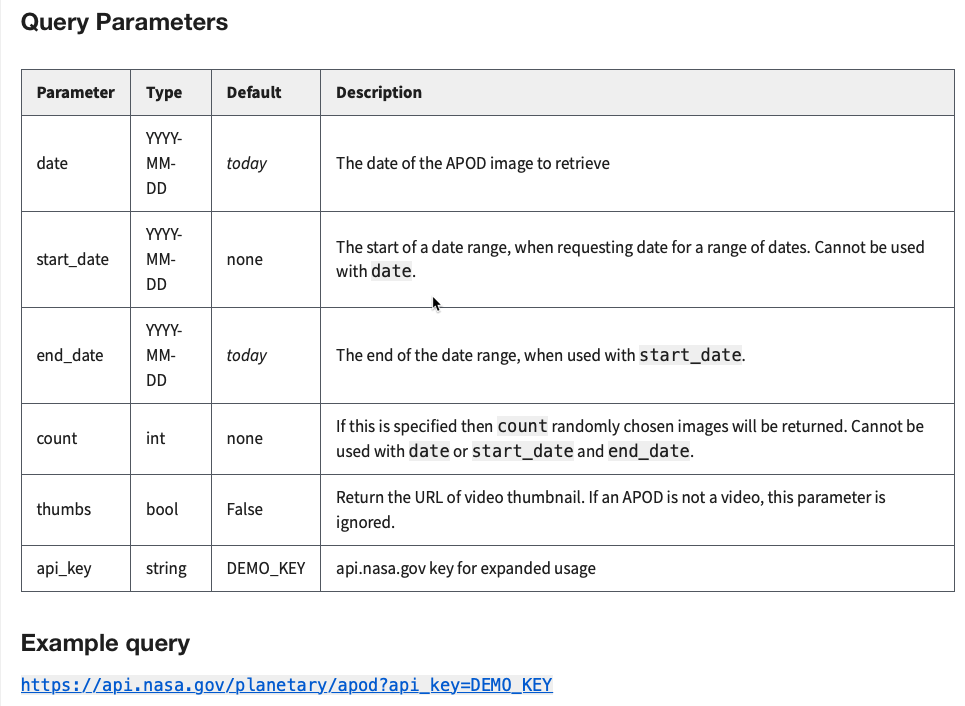 Query Parameters
Parameter Type Default Description
date YYYY-MM-DD today The date of the APOD image to retrieve
start_date YYYY-MM-DD none The start of a date range, when requesting date for a range of dates. Cannot be used
with date.
end_date YYYY-MM-DD today The end of the date range, when used with start_date.
count int none If this is specified then count randomly chosen images will be returned. Cannot be
used with date or start_date and end_date.
thumbs bool False Return the URL of video thumbnail. If an APOD is not a video, this parameter is
ignored.
api_key string DEMO_KEY api.nasa.gov key for expanded usage
Example query
https://api.nasa.gov/planetary/apod?api_key=DEMO_KEY